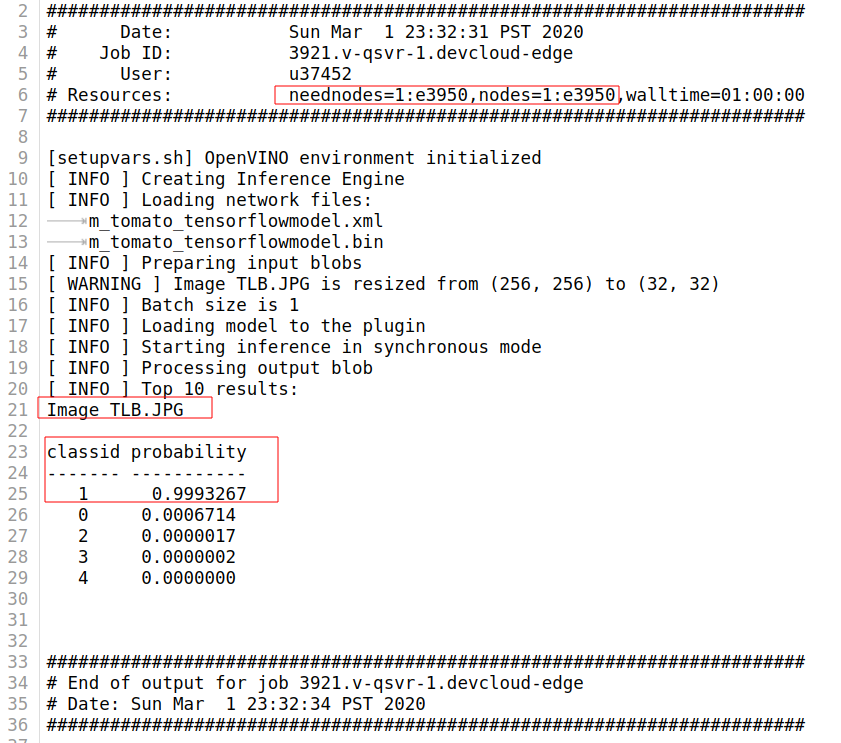 2 ########################################################################
3 #      Date:           Sun Mar  1 23:32:31 PST 2020
4 #    Job ID:           3921.v-qsvr-1.devcloud-edge
5 #      User:           u37452
6 # Resources:           neednodes=1:e3950,nodes=1:e3950,walltime=01:00:00
7 ########################################################################
8
9 [setupvars.sh] OpenVINO environment initialized
10 [ INFO ] Creating Inference Engine
11 [ INFO ] Loading network files:
12 	m_tomato_tensorflowmodel.xml
13 	m_tomato_tensorflowmodel.bin
14 [ INFO ] Preparing input blobs
15 [ WARNING ] Image TLB.JPG is resized from (256, 256) to (32, 32)
16 [ INFO ] Batch size is 1
17 [ INFO ] Loading model to the plugin
18 [ INFO ] Starting inference in synchronous mode
19 [ INFO ] Processing output blob
20 [ INFO ] Top 10 results:
21 Image TLB.JPG
22
23 classid probability
24 ------- -----------
25    1      0.9993267
26    0     0.0006714
27    2     0.0000017
28    3     0.0000002
29    4     0.0000000
30
31
32
33 ########################################################################
34 # End of output for job 3921.v-qsvr-1.devcloud-edge
35 # Date: Sun Mar  1 23:32:34 PST 2020
36 ########################################################################